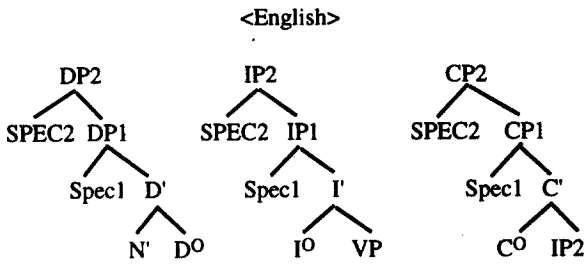 <English>
DP2 IP2 CP2
SPEC2 DP1 SPEC2 IP1 SPEC2 CP1
Spec1 D' Spec1 I' Spec1 C'
N' D⁰ I⁰ VP C⁰ IP2